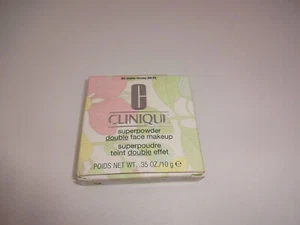 C
CLINIQUE
superpowder
double face makeup
superpoudre
teint double effet
POIDS NET WT. .35 OZ/10 g e